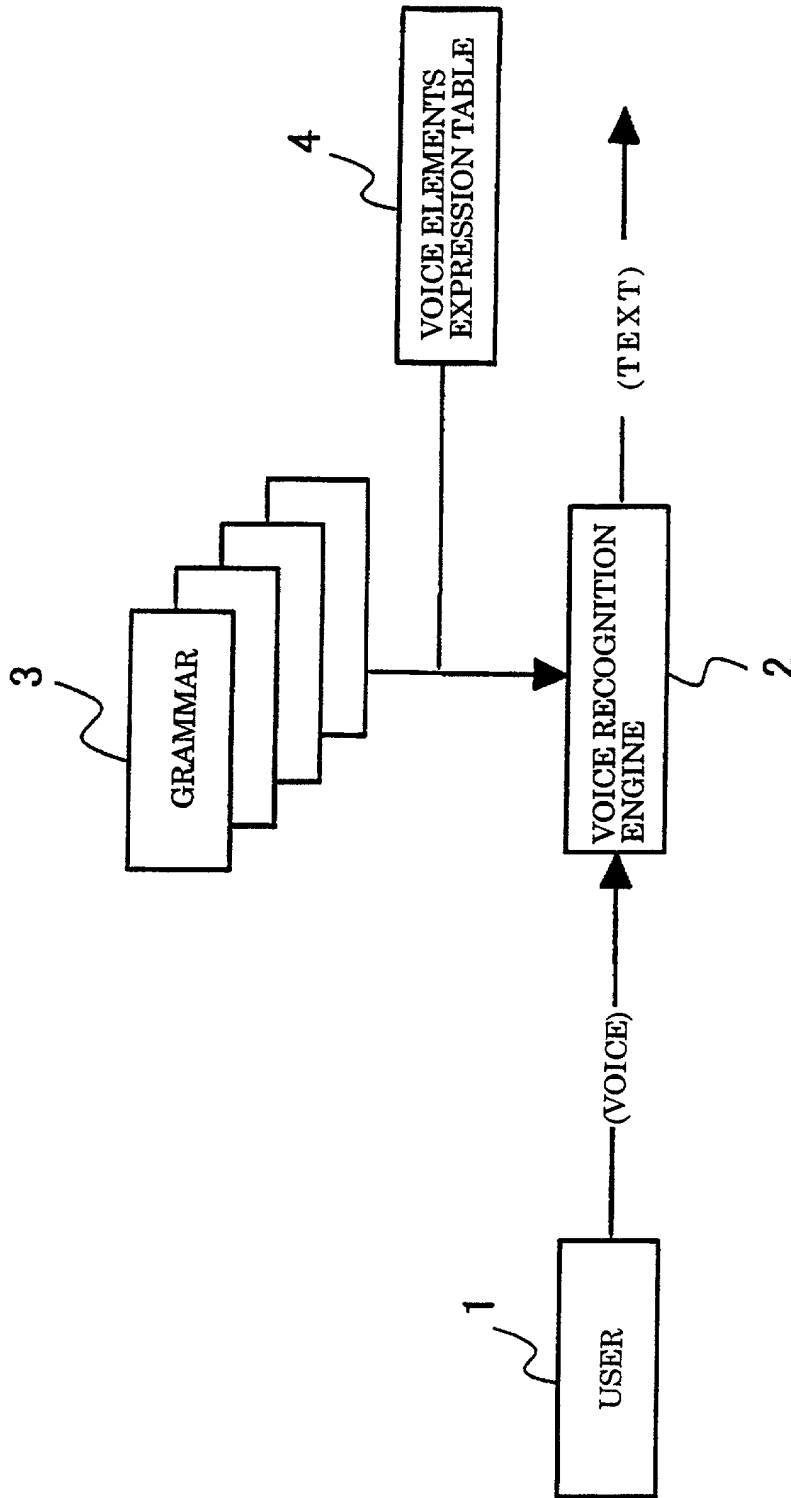 3
GRAMMAR
4
VOICE ELEMENTS
EXPRESSION TABLE
1
USER
(VOICE)
VOICE RECOGNITION
ENGINE
2
(TEXT)